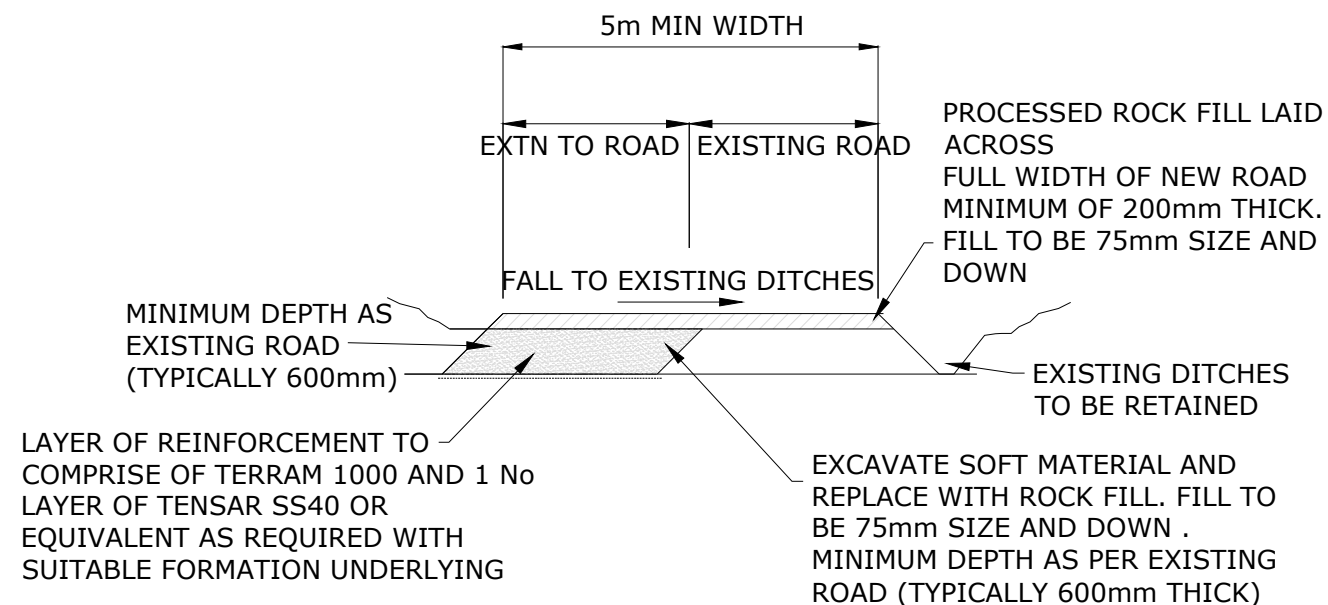 5m MIN WIDTH
EXTN TO ROAD
EXISTING ROAD
PROCESSED ROCK FILL LAID
ACROSS
FULL WIDTH OF NEW ROAD
MINIMUM OF 200mm THICK.
FILL TO BE 75mm SIZE AND
DOWN
FALL TO EXISTING DITCHES
MINIMUM DEPTH AS
EXISTING ROAD
(TYPICALLY 600mm)
EXISTING DITCHES
TO BE RETAINED
LAYER OF REINFORCEMENT TO
COMPRISE OF TERRAM 1000 AND 1 No
LAYER OF TENSAR SS40 OR
EQUIVALENT AS REQUIRED WITH
SUITABLE FORMATION UNDERLYING
EXCAVATE SOFT MATERIAL AND
REPLACE WITH ROCK FILL. FILL TO
BE 75mm SIZE AND DOWN .
MINIMUM DEPTH AS PER EXISTING
ROAD (TYPICALLY 600mm THICK)